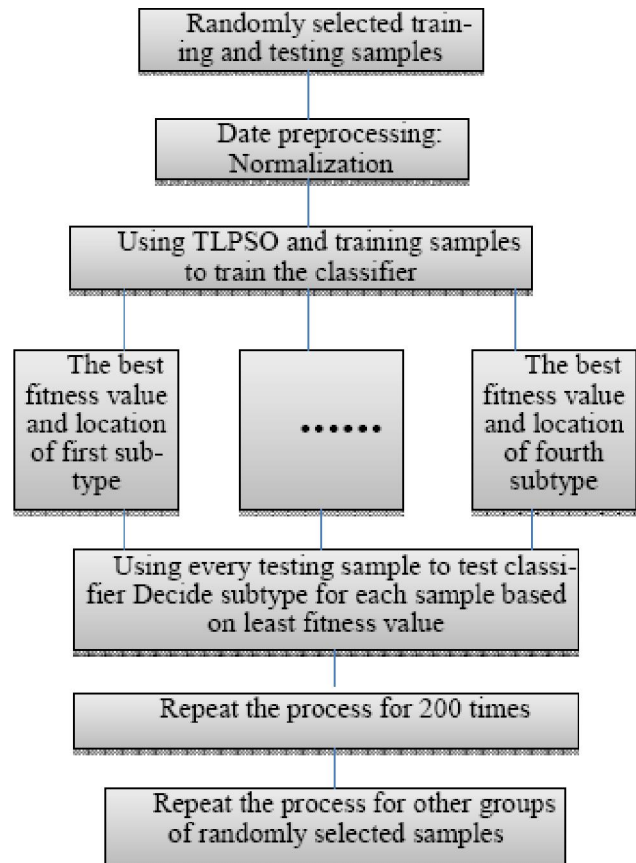 Randomly selected train-
ing and testing samples
Date preprocessing:
Normalization
Using TLPSO and training samples
to train the classifier
The best
fitness value
and location
of first sub-
type
••••••
The best
fitness value
and location
of fourth
subtype
Using every testing sample to test classi-
fier Decide subtype for each sample based
on least fitness value
Repeat the process for 200 times
Repeat the process for other groups
of randomly selected samples